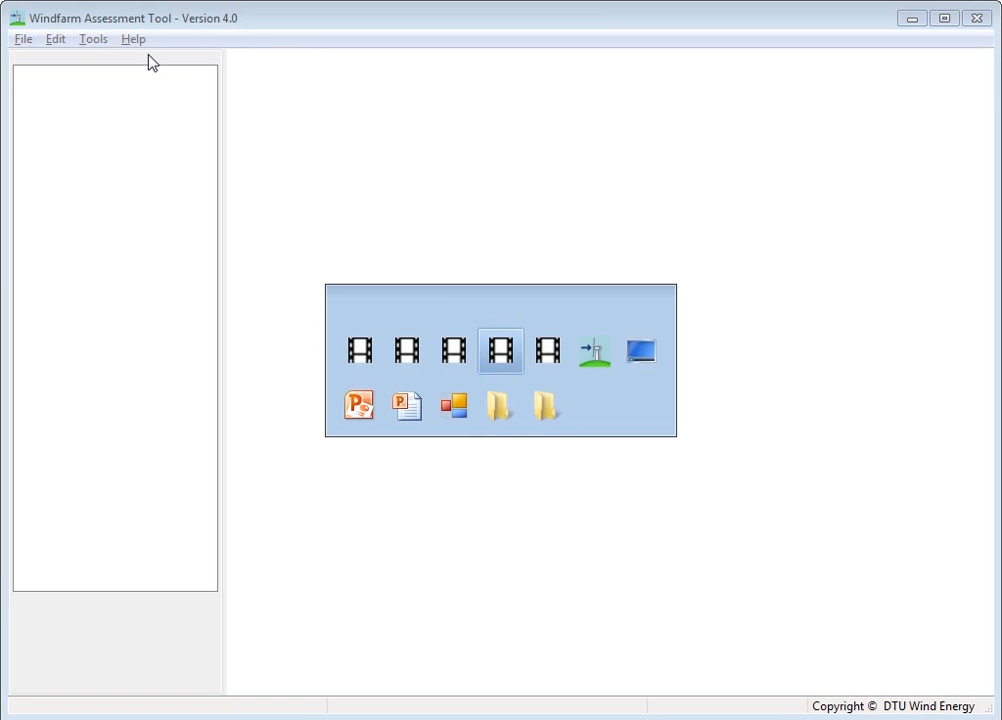 Windfarm Assessment Tool - Version 4.0
File Edit Tools Help
P
P
Copyright © DTU Wind Energy